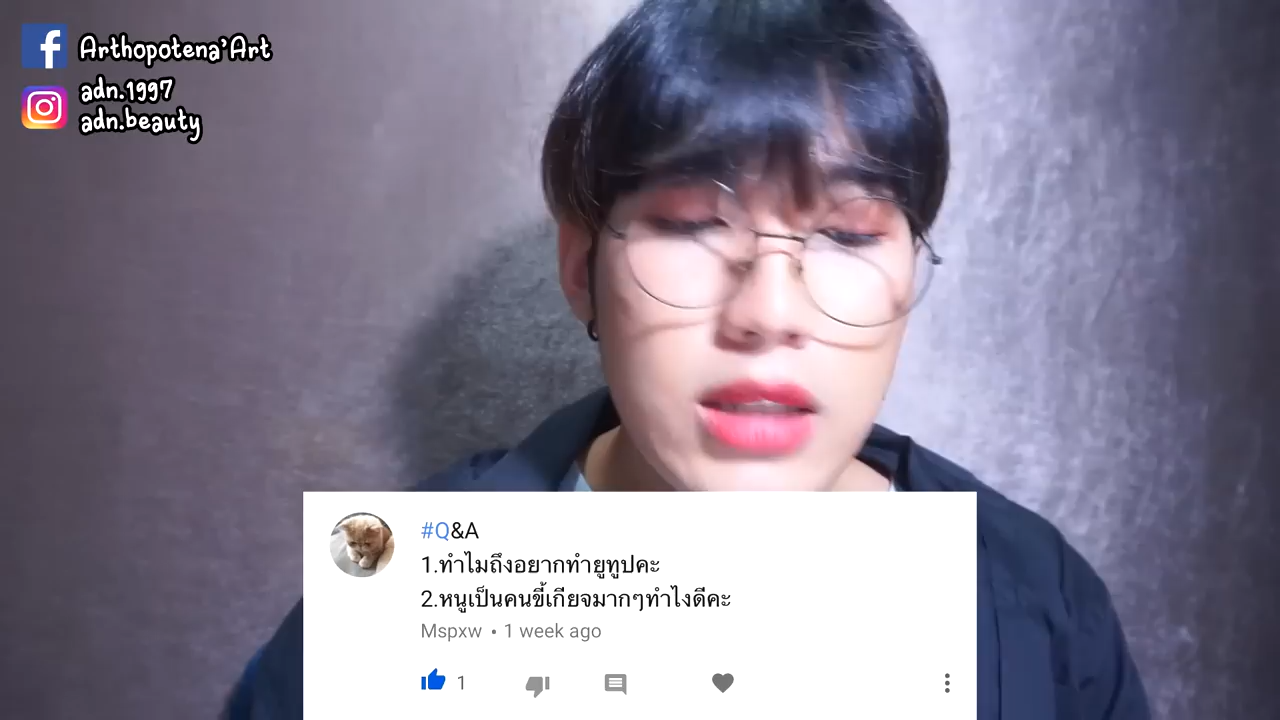 Arthopotena'Art
adn.1997
adn.beauty
#Q&A
1.ทำไมถึงอยากทำยูทูปคะ
2.หนูเป็นคนขี้เกียจมากๆทำไงดีคะ
Mspxw • 1 week ago
1